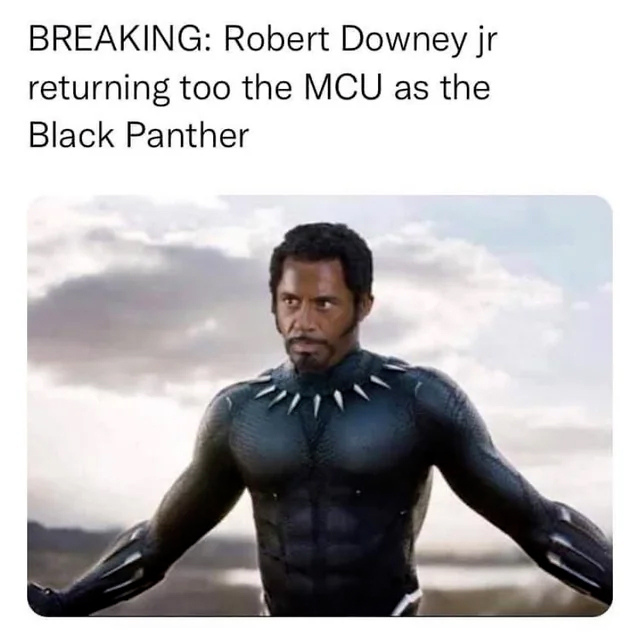 BREAKING: Robert Downey jr
returning too the MCU as the
Black Panther